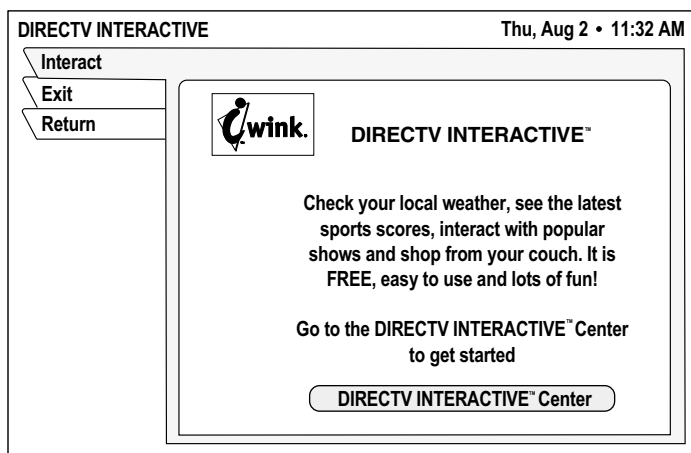 DIRECTV INTERACTIVE
Thu, Aug 2 • 11:32 AM
Interact
Exit
Return
wink.
DIRECTV INTERACTIVE™
Check your local weather, see the latest
sports scores, interact with popular
shows and shop from your couch. It is
FREE, easy to use and lots of fun!
Go to the DIRECTV INTERACTIVE™ Center
to get started
DIRECTV INTERACTIVE™ Center